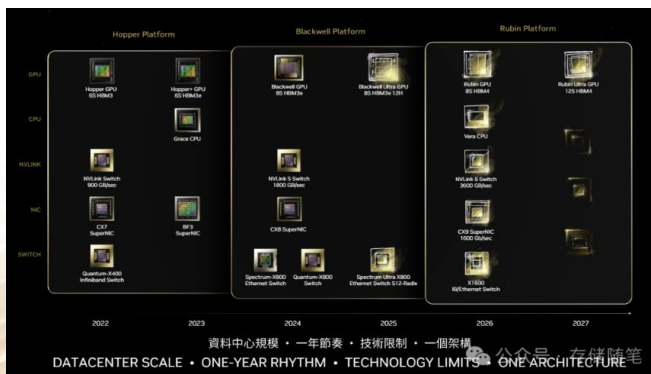 Hopper Platform
Blackwell Platform
Rubin Platform
GPU
Hopper GPU
6S HBM3
Hopper+ GPU
6S HBM3e
Blackwell GPU
8S HBM3e
Blackwell Ultra GPU
8S HBM3e 12H
Rubin GPU
8S HBM4
Rubin Ultra GPU
12S HBM4
CPU
Grace CPU
Vera CPU
NVLINK
NVLink Switch
900 GB/sec
NVLink 5 Switch
1800 GB/sec
NVLink 6 Switch
3600 GB/sec
NIC
CX7
SuperNIC
BF3
SuperNIC
CX8 SuperNIC
CX9 SuperNIC
1600 Gb/sec
SWITCH
Quantum-X400
Infiniband Switch
Spectrum-X800
Ethernet Switch
Quantum-X800
Switch
Spectrum Ultra X800
Ethernet Switch 512-Radix
X1600
IB/Ethernet Switch
2022
2023
2024
2025
2026
2027
資料中心規模 • 一年節奏 • 技術限制 • 一個架構
公众号 · 存储随笔
DATACENTER SCALE • ONE-YEAR RHYTHM • TECHNOLOGY LIMITS • ONE ARCHITECTURE